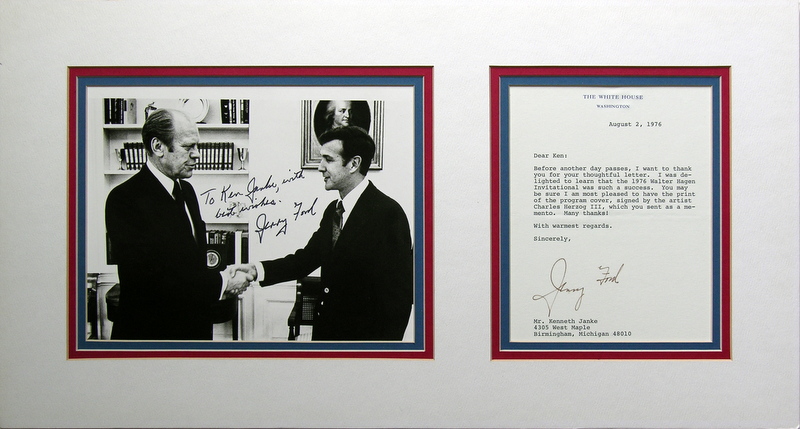 To Ken Janke, with
best wishes.
Jerry Ford
THE WHITE HOUSE
WASHINGTON
August 2, 1976
Dear Ken:
Before another day passes, I want to thank
you for your thoughtful letter. I was de-
lighted to learn that the 1976 Walter Hagen
Invitational was such a success. You may
be sure I am most pleased to have the print
of the program cover, signed by the artist
Charles Herzog III, which you sent as a me-
mento. Many thanks!
With warmest regards.
Sincerely,
Jerry Ford
Mr. Kenneth Janke
4305 West Maple
Birmingham, Michigan 48010